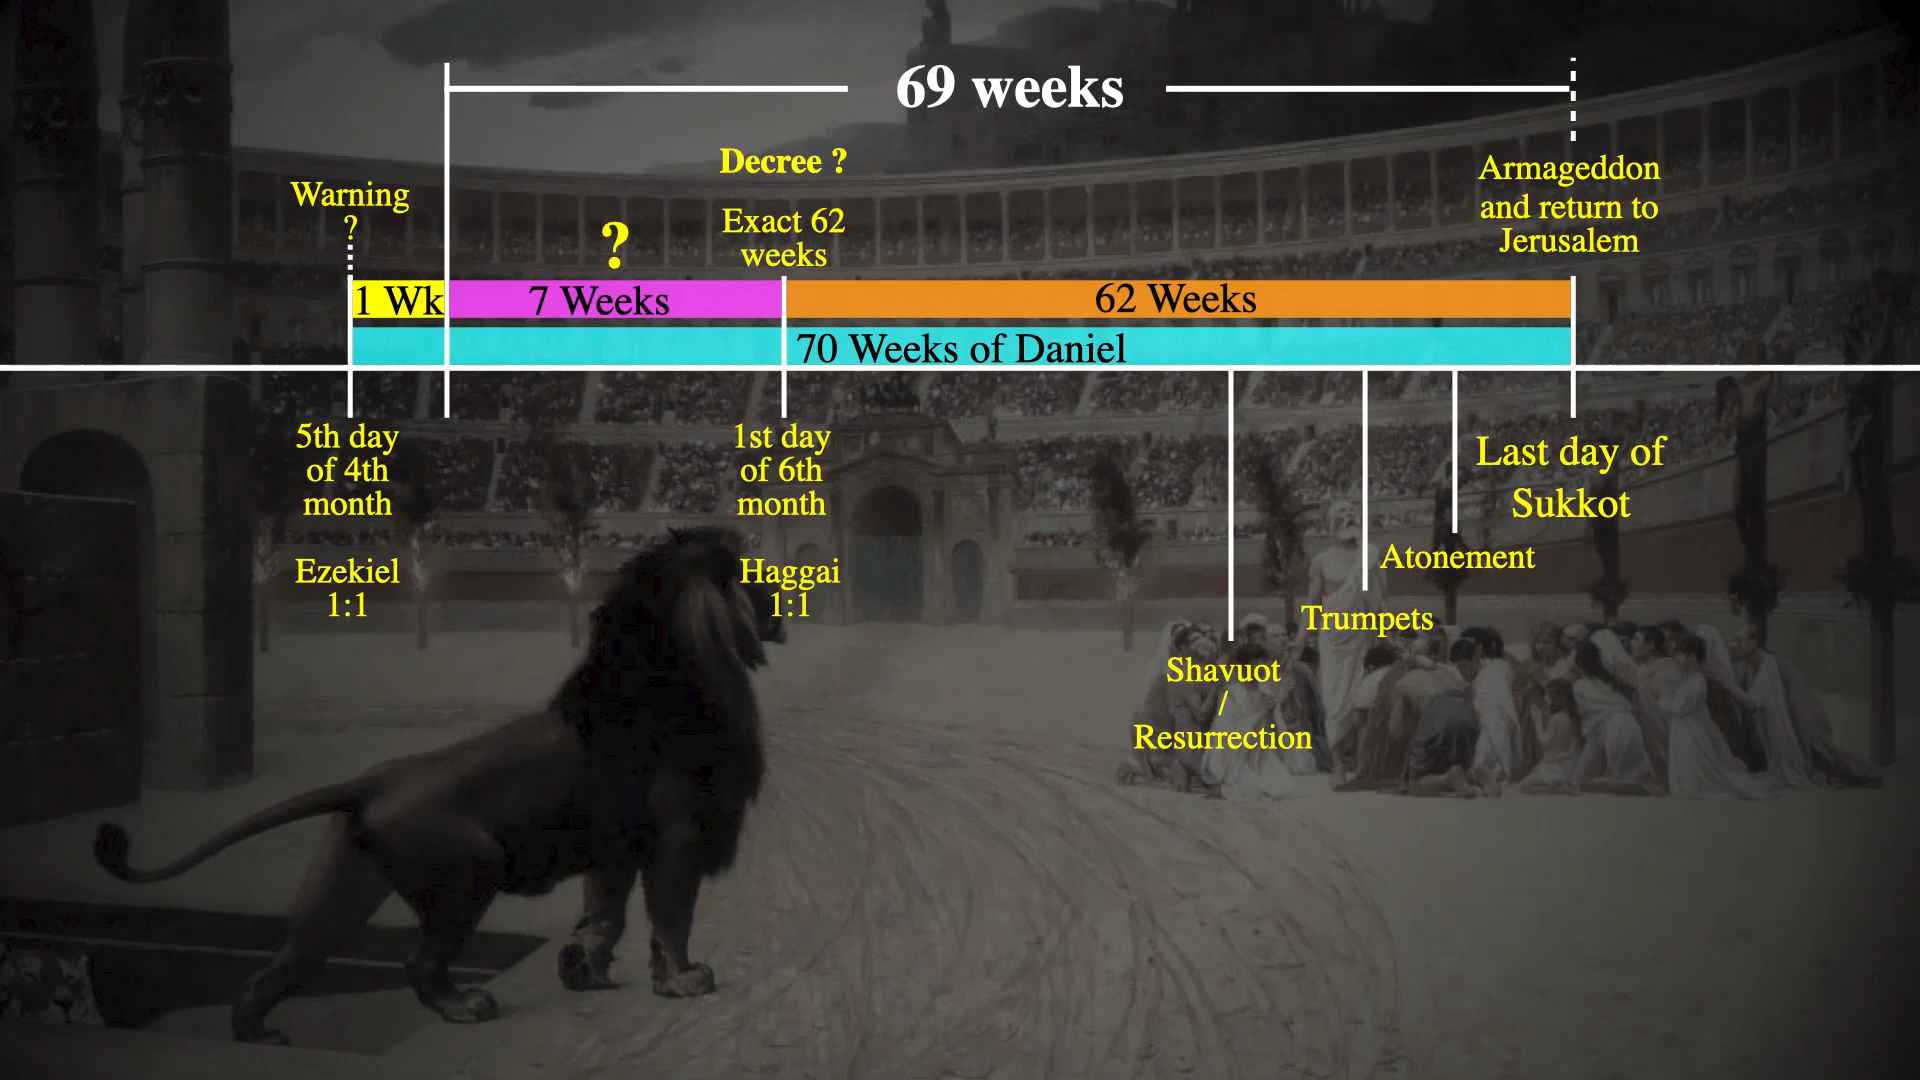 69 weeks
Decree ?
Warning
?
Exact 62
weeks
?
Armageddon
and return to
Jerusalem
1 Wk
7 Weeks
62 Weeks
70 Weeks of Daniel
5th day
of 4th
month
Ezekiel
1:1
1st day
of 6th
month
Haggai
1:1
Shavuot
/
Resurrection
Trumpets
Atonement
Last day of
Sukkot